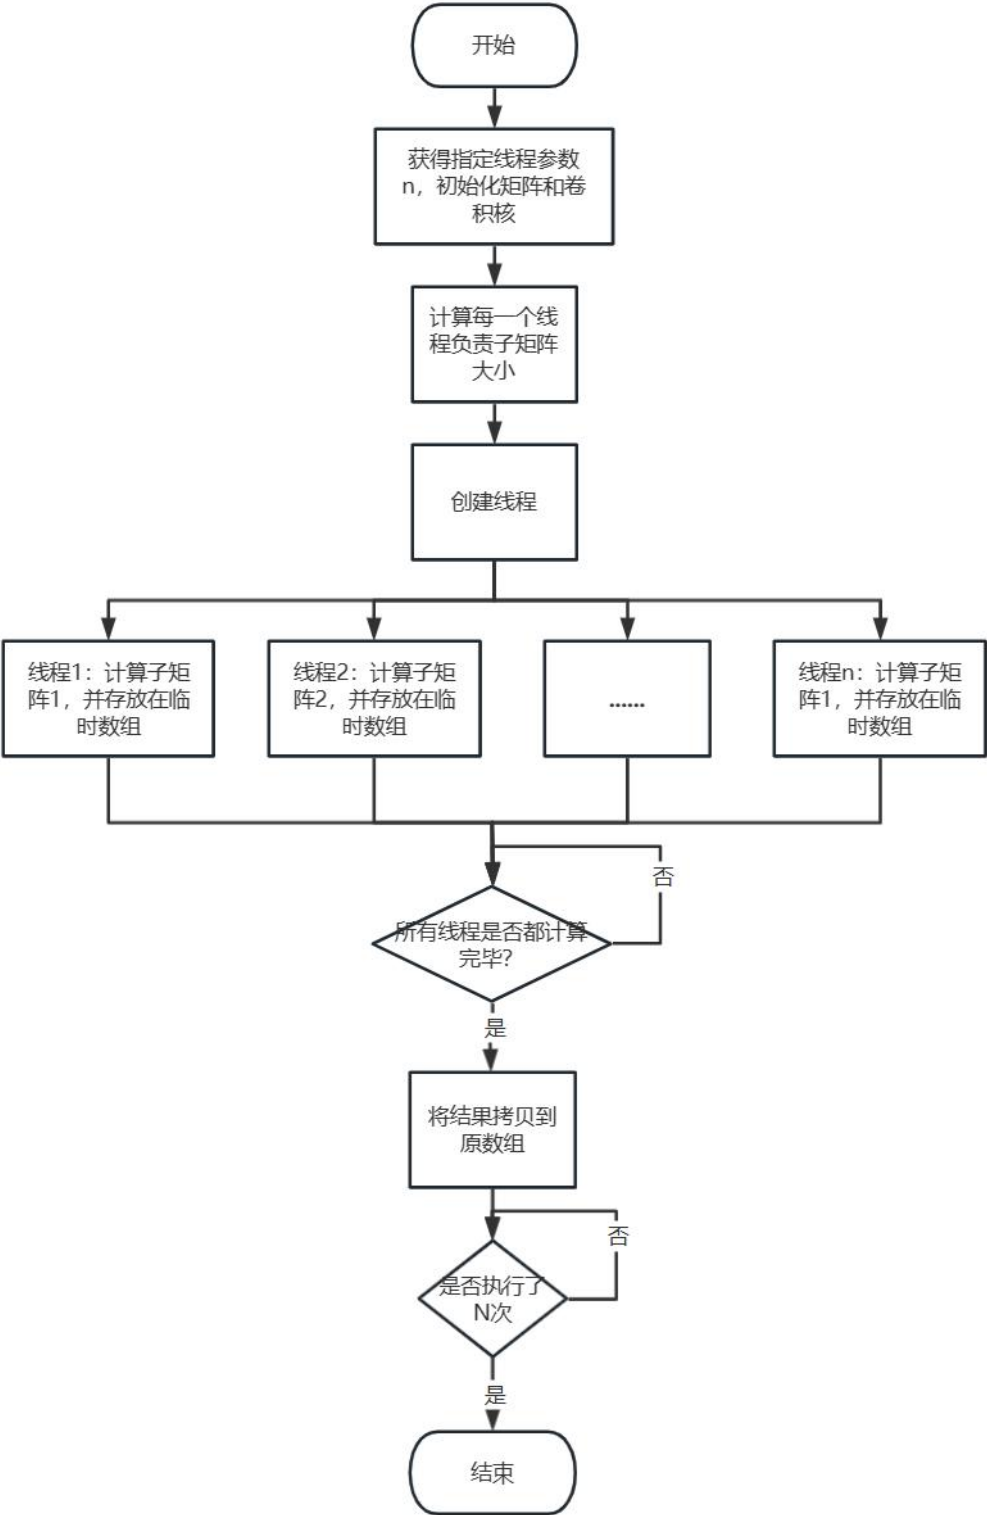 开始
获得指定线程参数
n，初始化矩阵和卷
积核
计算每一个线
程负责子矩阵
大小
创建线程
线程1：计算子矩
阵1，并存放在临
时数组
线程2：计算子矩
阵2，并存放在临
时数组
......
线程n：计算子矩
阵1，并存放在临
时数组
否
所有线程是否都计算
完毕？
是
将结果拷贝到
原数组
否
是否执行了
N次
是
结束